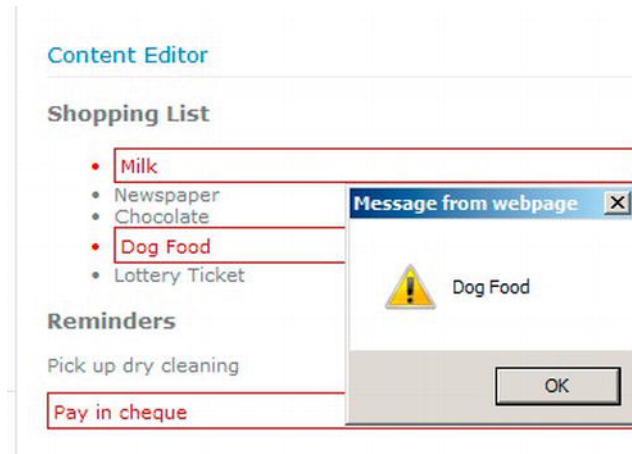 Content Editor
Shopping List
Milk
Newspaper
Chocolate
Dog Food
Lottery Ticket
Reminders
Pick up dry cleaning
Pay in cheque
Message from webpage
Dog Food
OK